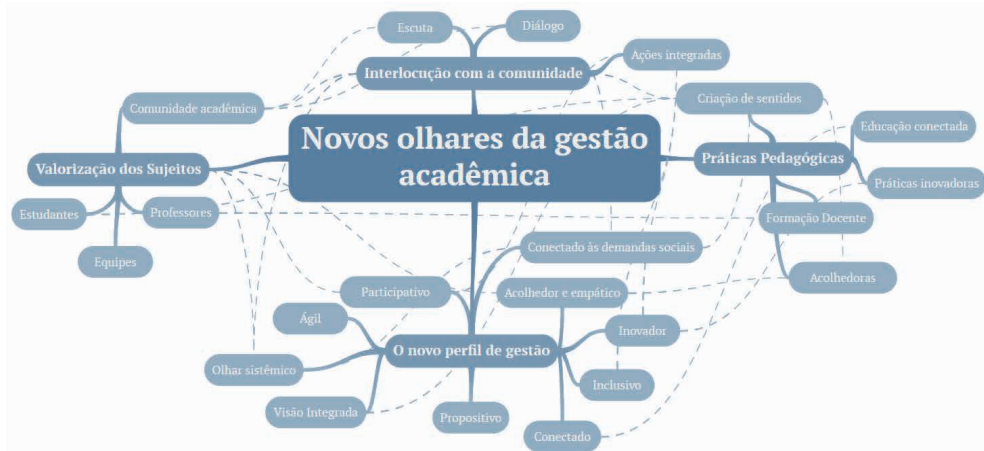 Escuta
Diálogo
Interlocução com a comunidade
Ações integradas
Comunidade acadêmica
Criação de sentidos
Novos olhares da gestão
acadêmica
Educação conectada
Valorização dos Sujeitos
Práticas Pedagógicas
Práticas inovadoras
Estudantes
Professores
Formação Docente
Equipes
Conectado às demandas sociais
Acolhedoras
Participativo
Acolhedor e empático
Ágil
Inovador
O novo perfil de gestão
Olhar sistêmico
Inclusivo
Visão Integrada
Propositivo
Conectado